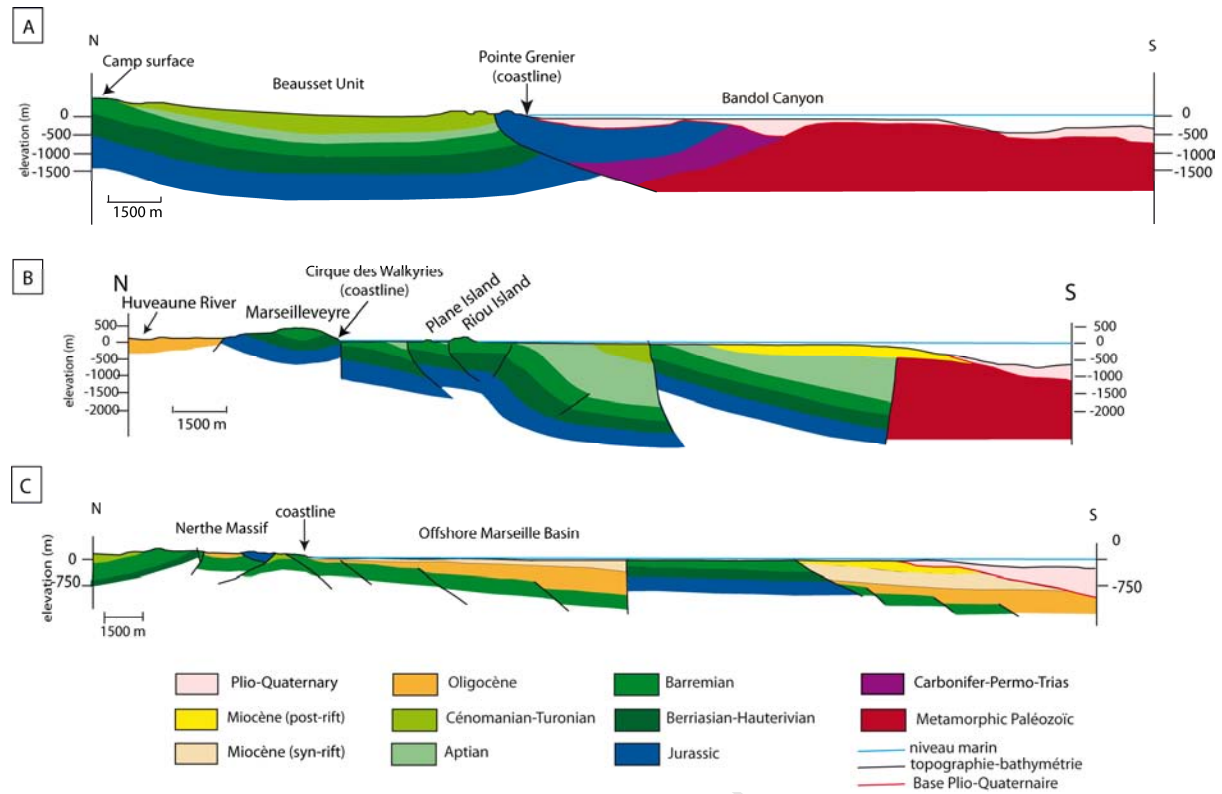 A
N
S
Camp surface
Beausset Unit
Pointe Grenier
(coastline)
Bandol Canyon
elevation (m)
0
-500
-1000
-1500
0
-500
-1000
-1500
1500 m
B
N
S
Huveaune River
Marseilleveyre
Cirque des Walkyries
(coastline)
Plane Island
Riou Island
elevation (m)
500
0
-500
-1000
-1500
-2000
500
0
-500
-1000
-1500
-2000
1500 m
C
N
S
Nerthe Massif
coastline
Offshore Marseille Basin
elevation (m)
0
-750
0
-750
1500 m
Plio-Quaternary
Oligocène
Barremian
Carbonifer-Permo-Trias
Miocène (post-rift)
Cénomanian-Turonian
Berriasian-Hauterivian
Metamorphic Paléozoïc
Miocène (syn-rift)
Aptian
Jurassic
niveau marin
topographie-bathymétrie
Base Plio-Quaternaire